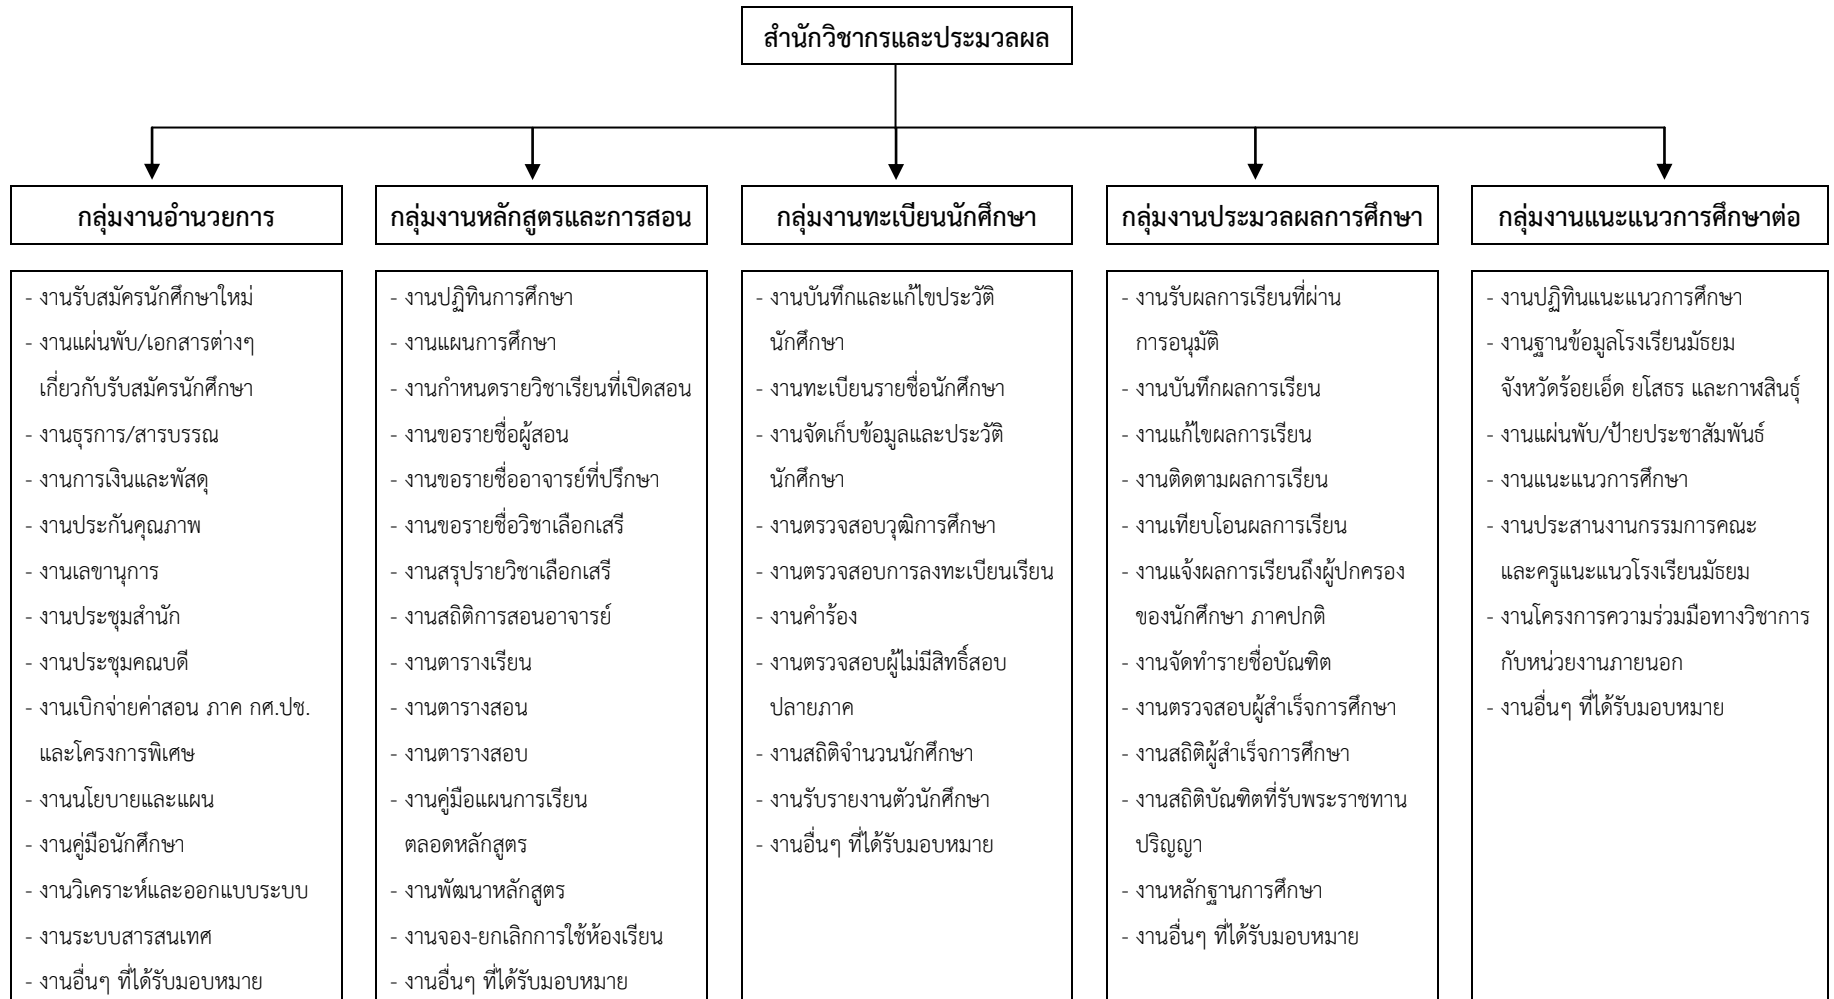 สำนักวิชาการและประมวลผล
กลุ่มงานอำนวยการ
- งานรับสมัครนักศึกษาใหม่
- งานแผ่นพับ/เอกสารต่างๆ
เกี่ยวกับรับสมัครนักศึกษา
- งานธุรการ/สารบรรณ
- งานการเงินและพัสดุ
- งานประกันคุณภาพ
- งานเลขานุการ
- งานประชุมสำนัก
- งานประชุมคณบดี
- งานเบิกจ่ายค่าสอน ภาค กศ.ปช.
และโครงการพิเศษ
- งานนโยบายและแผน
- งานคู่มือนักศึกษา
- งานวิเคราะห์และออกแบบระบบ
- งานระบบสารสนเทศ
- งานอื่นๆ ที่ได้รับมอบหมาย
กลุ่มงานหลักสูตรและการสอน
- งานปฏิทินการศึกษา
- งานแผนการศึกษา
- งานกำหนดรายวิชาเรียนที่เปิดสอน
- งานขอรายชื่อผู้สอน
- งานขอรายชื่ออาจารย์ที่ปรึกษา
- งานขอรายชื่อวิชาเลือกเสรี
- งานสรุปรายวิชาเลือกเสรี
- งานสถิติการสอนอาจารย์
- งานตารางเรียน
- งานตารางสอน
- งานตารางสอบ
- งานคู่มือแผนการเรียน
ตลอดหลักสูตร
- งานพัฒนาหลักสูตร
- งานจอง-ยกเลิกการใช้ห้องเรียน
- งานอื่นๆ ที่ได้รับมอบหมาย
กลุ่มงานทะเบียนนักศึกษา
- งานบันทึกและแก้ไขประวัติ
นักศึกษา
- งานทะเบียนรายชื่อนักศึกษา
- งานจัดเก็บข้อมูลและประวัติ
นักศึกษา
- งานตรวจสอบวุฒิการศึกษา
- งานตรวจสอบการลงทะเบียนเรียน
- งานคำร้อง
- งานตรวจสอบผู้ไม่มีสิทธิ์สอบ
ปลายภาค
- งานสถิติจำนวนนักศึกษา
- งานรับรายงานตัวนักศึกษา
- งานอื่นๆ ที่ได้รับมอบหมาย
กลุ่มงานประมวลผลการศึกษา
- งานรับผลการเรียนที่ผ่าน
การอนุมัติ
- งานบันทึกผลการเรียน
- งานแก้ไขผลการเรียน
- งานติดตามผลการเรียน
- งานเทียบโอนผลการเรียน
- งานแจ้งผลการเรียนถึงผู้ปกครอง
ของนักศึกษา ภาคปกติ
- งานจัดทำรายชื่อบัณฑิต
- งานตรวจสอบผู้สำเร็จการศึกษา
- งานสถิติผู้สำเร็จการศึกษา
- งานสถิติบัณฑิตที่รับพระราชทาน
ปริญญา
- งานหลักฐานการศึกษา
- งานอื่นๆ ที่ได้รับมอบหมาย
กลุ่มงานแนะแนวการศึกษาต่อ
- งานปฏิทินแนะแนวการศึกษา
- งานฐานข้อมูลโรงเรียนมัธยม
จังหวัดร้อยเอ็ด ยโสธร และกาฬสินธุ์
- งานแผ่นพับ/ป้ายประชาสัมพันธ์
- งานแนะแนวการศึกษา
- งานประสานงานกรรมการคณะ
และครูแนะแนวโรงเรียนมัธยม
- งานโครงการความร่วมมือทางวิชาการ
กับหน่วยงานภายนอก
- งานอื่นๆ ที่ได้รับมอบหมาย